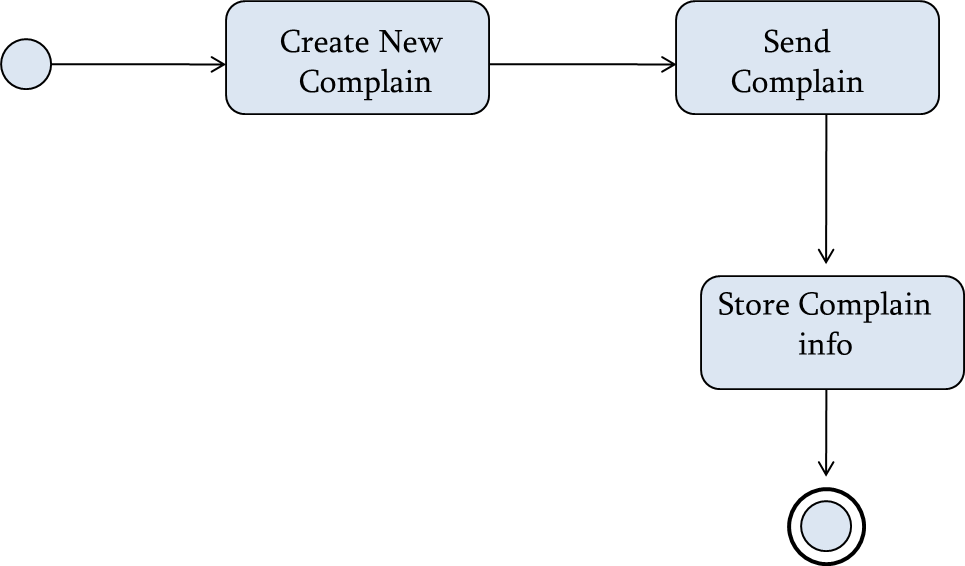 Create New
Complain
Send
Complain
Store Complain
info